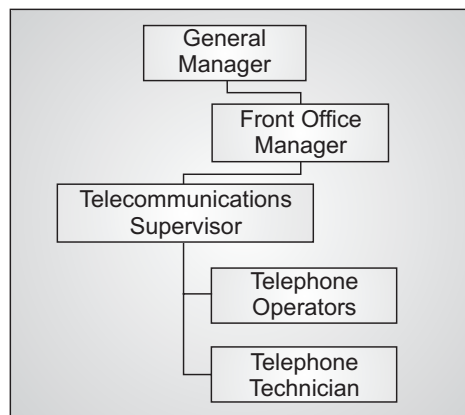 General
Manager
Front Office
Manager
Telecommunications
Supervisor
Telephone
Operators
Telephone
Technician